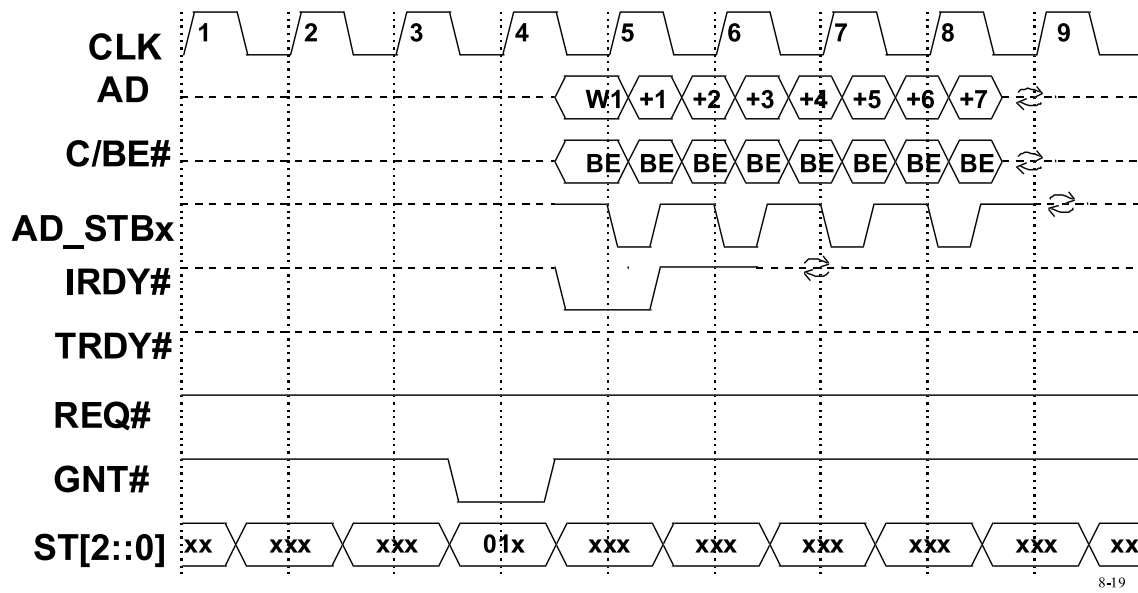 CLK 1 2 3 4 5 6 7 8 9
AD W1 +1 +2 +3 +4 +5 +6 +7
C/BE# BE BE BE BE BE BE BE BE
AD_STBx
IRDY#
TRDY#
REQ#
GNT#
ST[2::0] xx xxx xxx 01x xxx xxx xxx xxx xxx xx
8-19